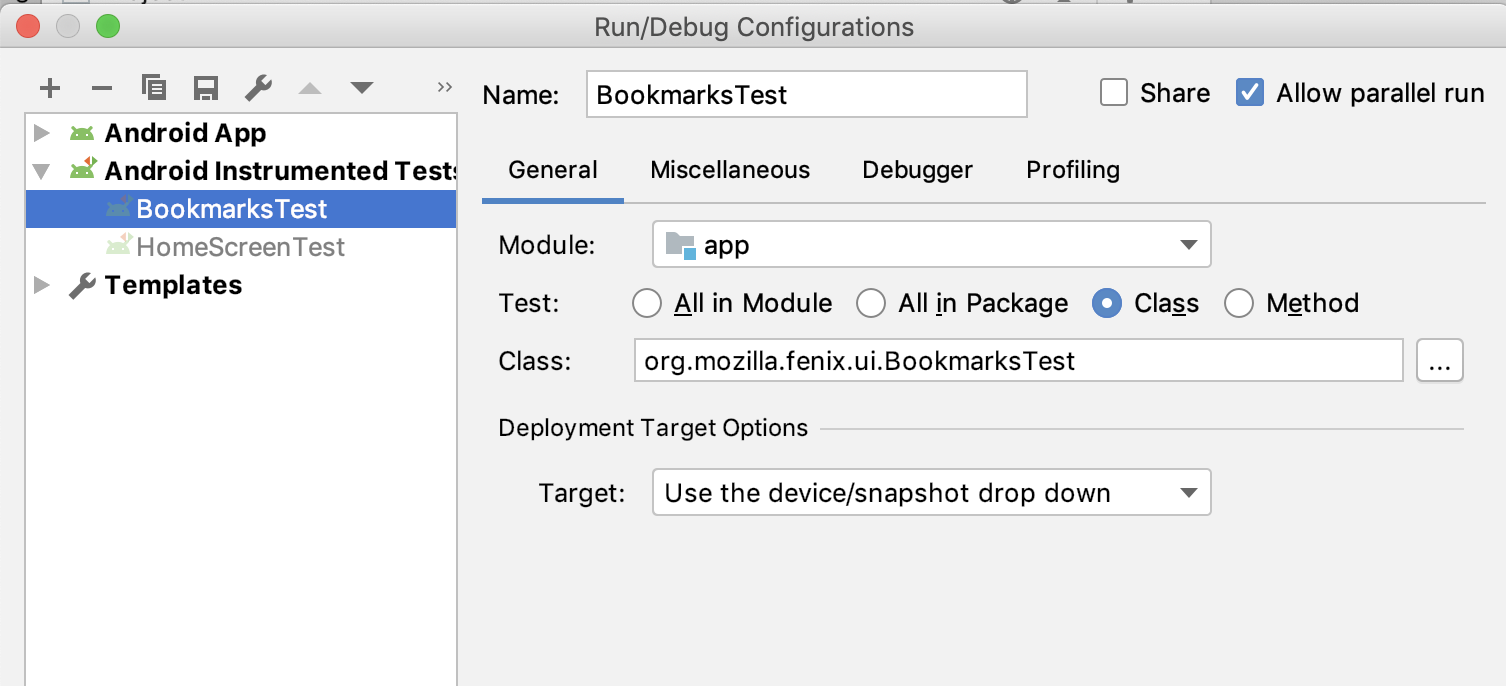 Run/Debug Configurations
Name: BookmarksTest Share Allow parallel run
Android App
Android Instrumented Tests
BookmarksTest
HomeScreenTest
Templates
General Miscellaneous Debugger Profiling
Module: app
Test: All in Module All in Package Class Method
Class: org.mozilla.fenix.ui.BookmarksTest ...
Deployment Target Options
Target: Use the device/snapshot drop down